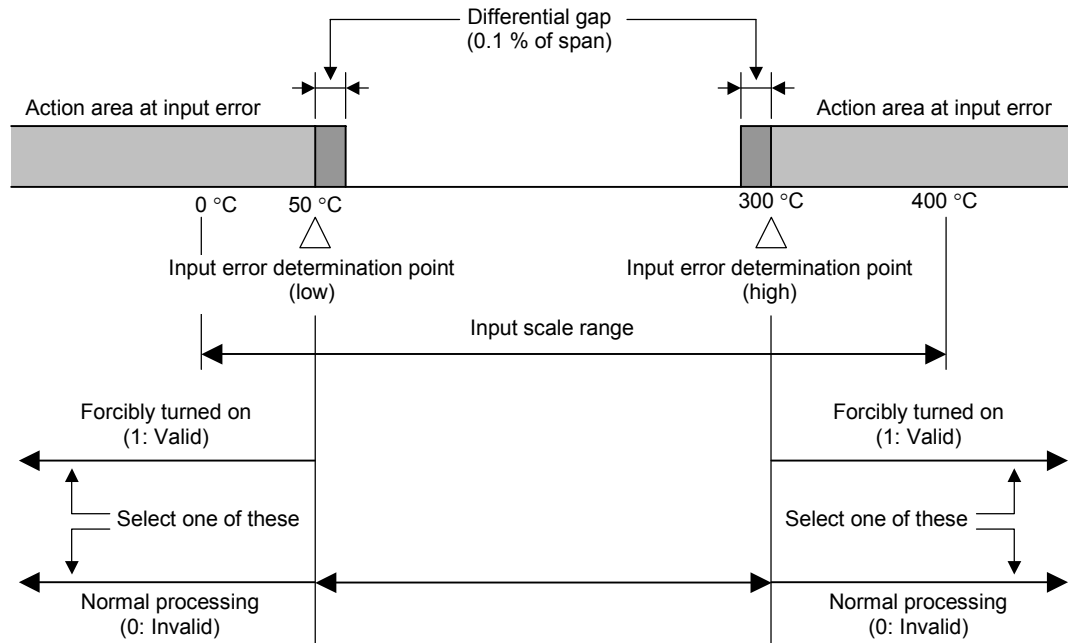 Differential gap
(0.1 % of span)
Action area at input error
Action area at input error
0 °C
50 °C
300 °C
400 °C
Input error determination point
(low)
Input error determination point
(high)
Input scale range
Forcibly turned on
(1: Valid)
Forcibly turned on
(1: Valid)
Select one of these
Select one of these
Normal processing
(0: Invalid)
Normal processing
(0: Invalid)